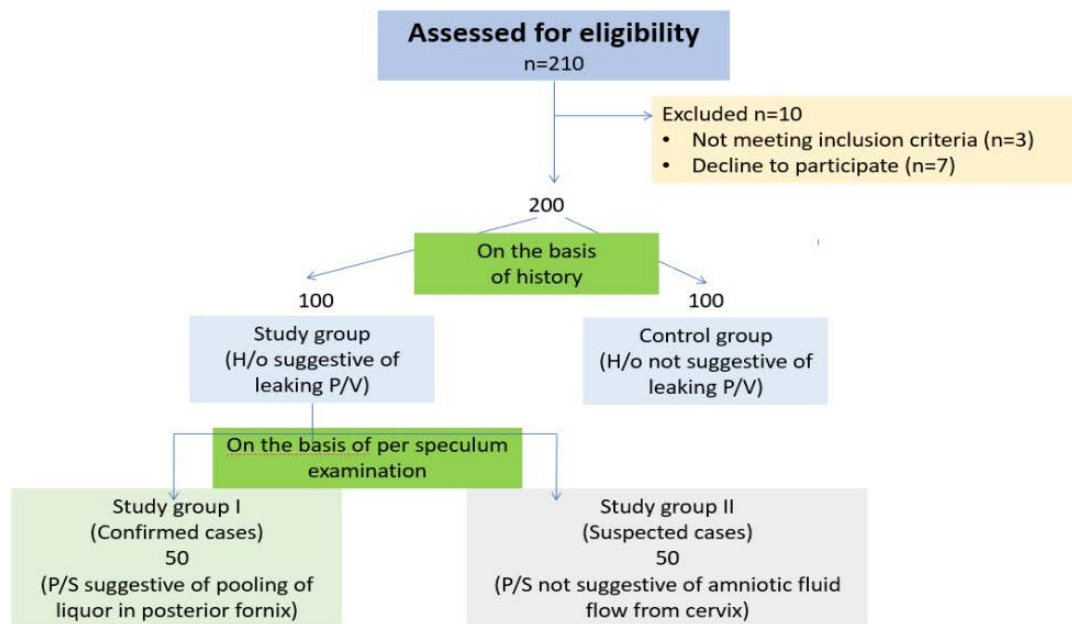 Assessed for eligibility
n=210
Excluded n=10
• Not meeting inclusion criteria (n=3)
• Decline to participate (n=7)
200
On the basis
of history
100
Study group
(H/o suggestive of
leaking P/V)
100
Control group
(H/o not suggestive of
leaking P/V)
On the basis of per speculum
examination
Study group I
(Confirmed cases)
50
(P/S suggestive of pooling of
liquor in posterior fornix)
Study group II
(Suspected cases)
50
(P/S not suggestive of amniotic fluid
flow from cervix)